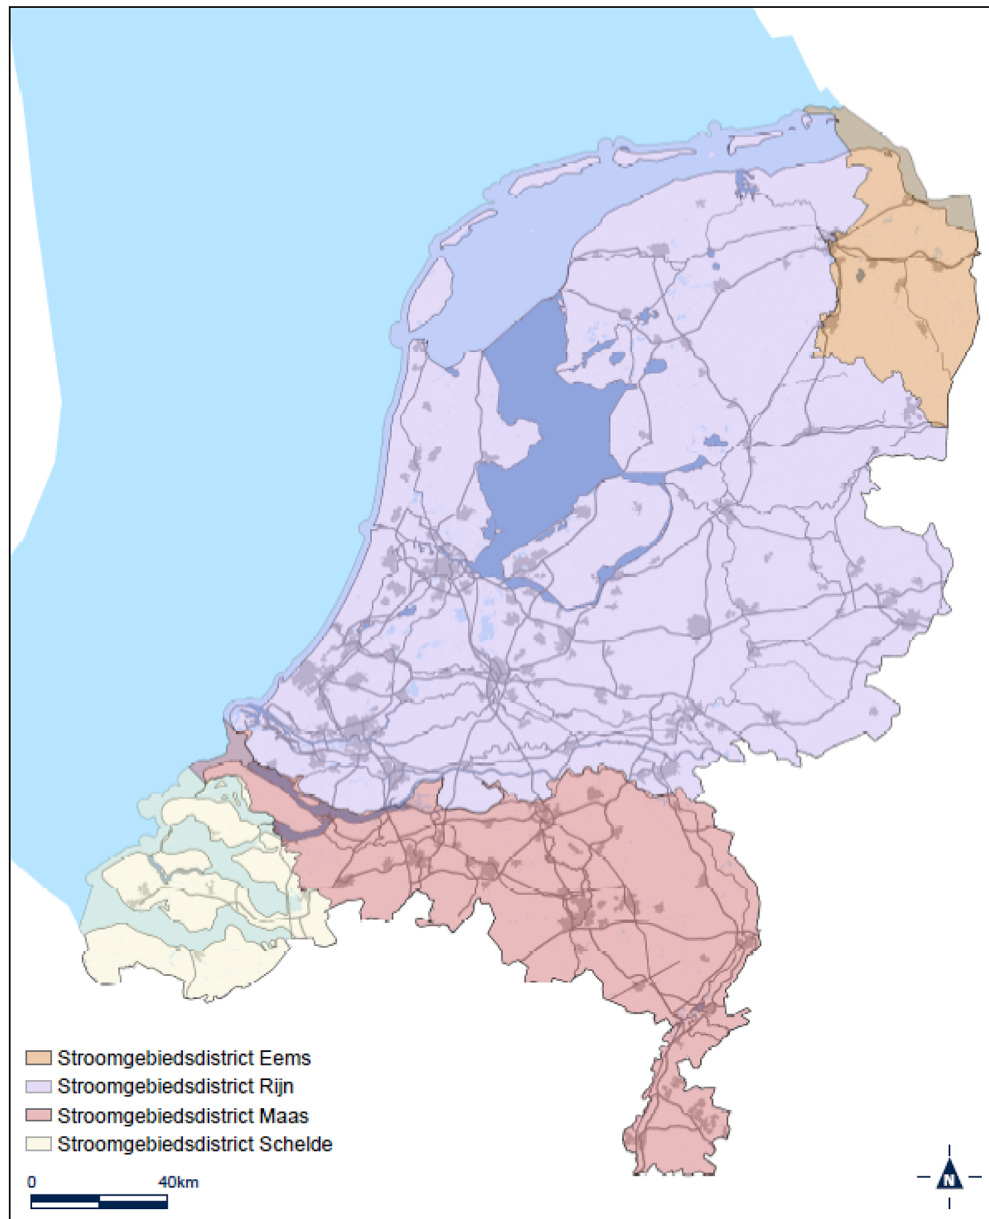 Stroomgebiedsdistrict Eems
Stroomgebiedsdistrict Rijn
Stroomgebiedsdistrict Maas
Stroomgebiedsdistrict Schelde
0 40km
N